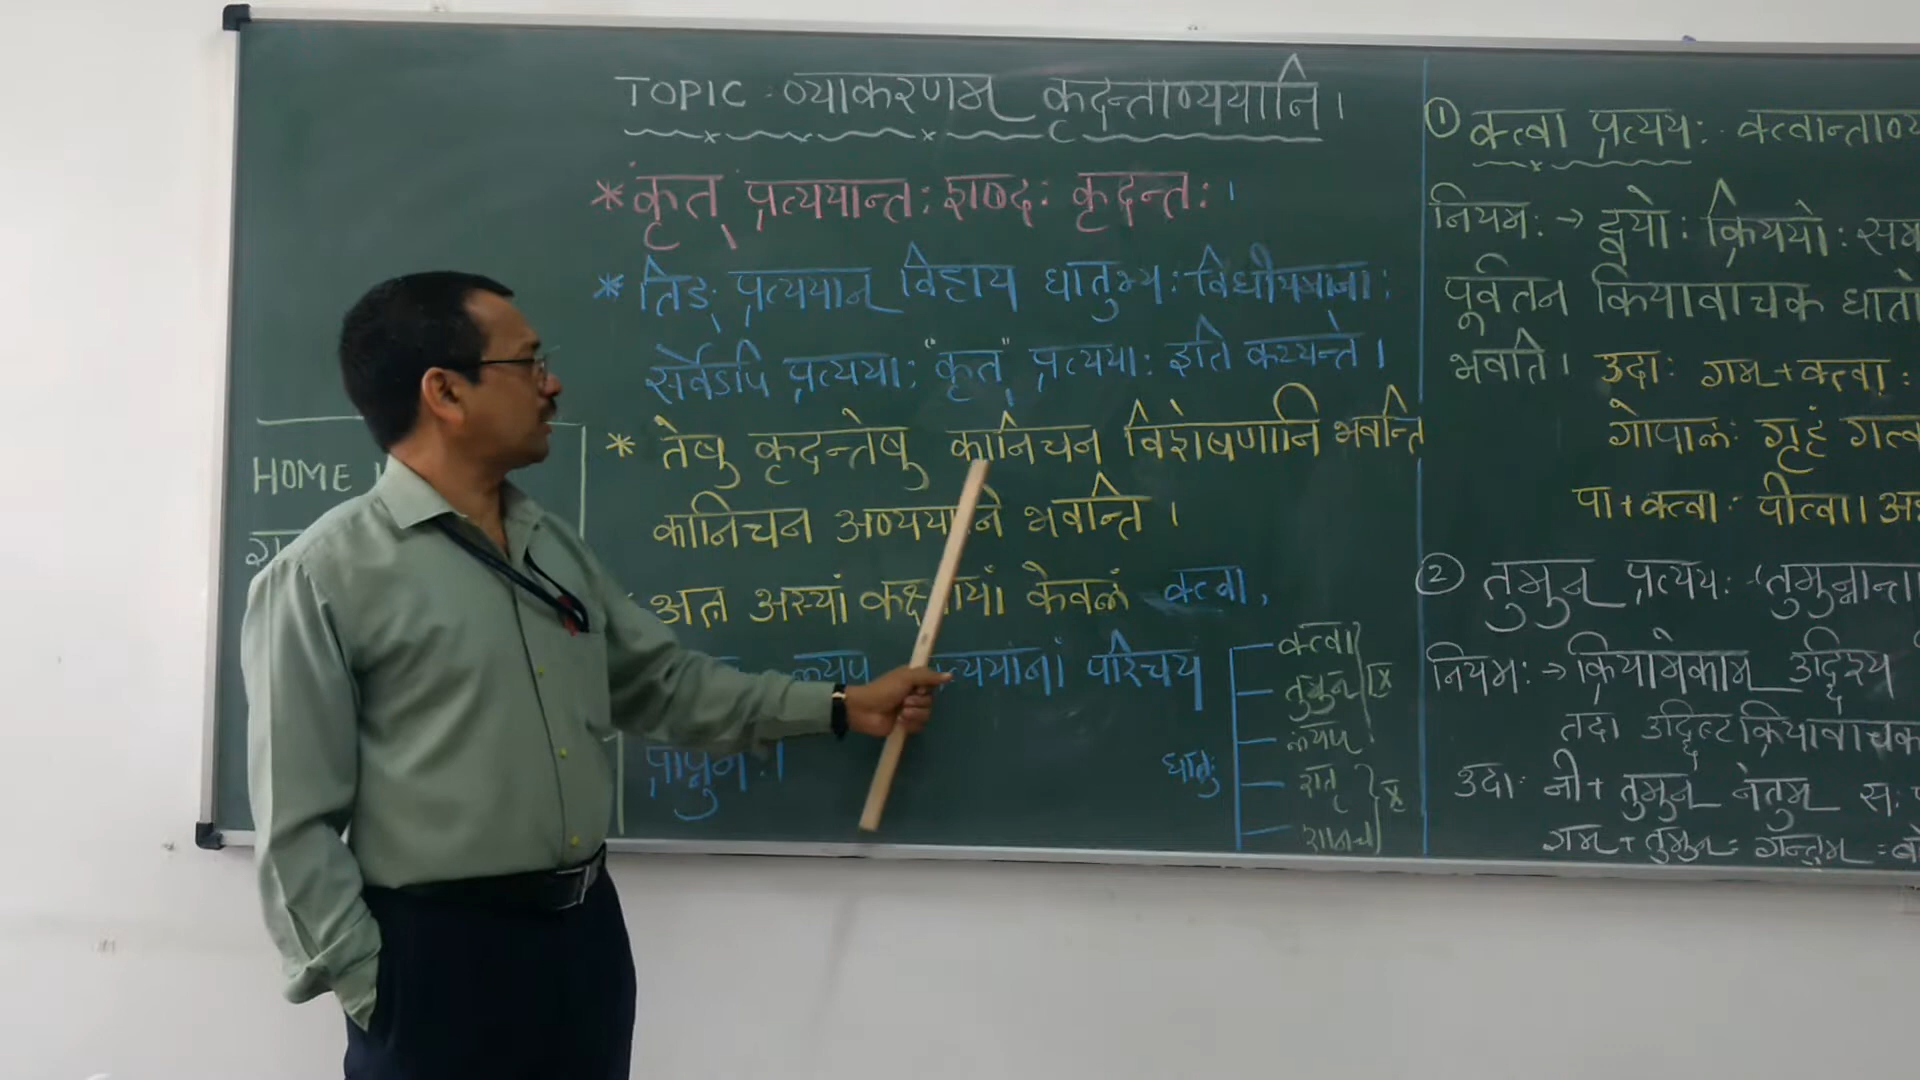 TOPIC : व्याकरणम् कृदन्ताव्ययानि।
* कृत् प्रत्ययान्तः शब्दः कृदन्तः।
* तिङ् प्रत्ययान् विहाय धातुभ्यः विधीयमानाः
सर्वेऽपि प्रत्ययाः "कृत्" प्रत्ययाः इति कथ्यन्ते।
* तेषु कृदन्तेषु कानिचन विशेषणानि भवन्ति
कानिचन अव्ययानि भवन्ति।
अत्र अस्यां कक्ष्यायां केवलं क्त्वा,
ल्यप् परिचय
प्राप्नुमः।
धातुः
क्त्वा
तुमुन्
ल्यप्
शतृ
शानच्
HOME
① क्त्वा प्रत्ययः
नियमः → द्वयोः क्रिययोः
पूर्वतन क्रियावाचक
भवति। उदाः गम्+क्त्वा :
गोपालः गृहं
पा+क्त्वा : पीत्वा।
② तुमुन् प्रत्ययः
नियमः → क्रियामेकाम् उद्दिश्य
तदा उद्दिष्टक्रियावाचक
उदाः नी+ तुमुन् नेतुम् सः
गम्+ तुमुन् = गन्तुम् =